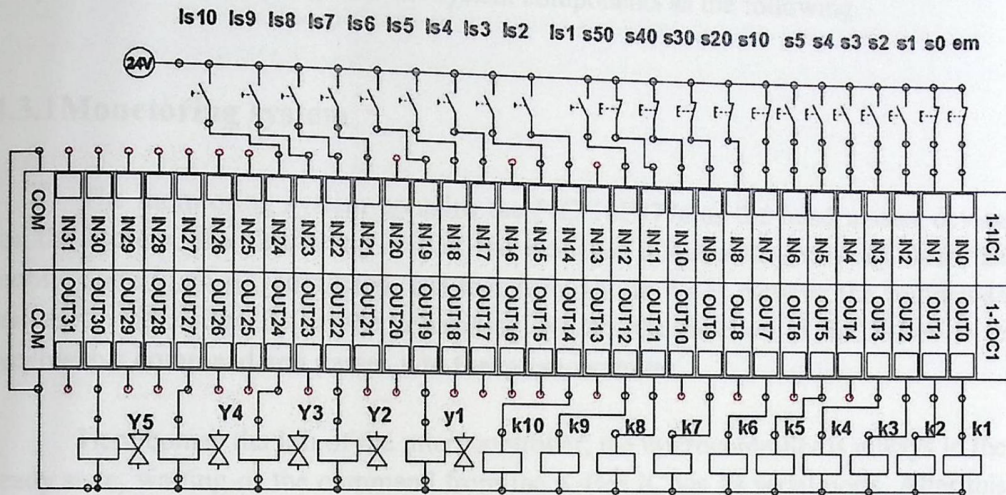 ls10 ls9 ls8 ls7 ls6 ls5 ls4 ls3 ls2 ls1 s50 s40 s30 s20 s10 s5 s4 s3 s2 s1 s0 em
24V
COM IN31 IN30 IN29 IN28 IN27 IN26 IN25 IN24 IN23 IN22 IN21 IN20 IN19 IN18 IN17 IN16 IN15 IN14 IN13 IN12 IN11 IN10 IN9 IN8 IN7 IN6 IN5 IN4 IN3 IN2 IN1 IN0 1-1IC1
COM OUT31 OUT30 OUT29 OUT28 OUT27 OUT26 OUT25 OUT24 OUT23 OUT22 OUT21 OUT20 OUT19 OUT18 OUT17 OUT16 OUT15 OUT14 OUT13 OUT12 OUT11 OUT10 OUT9 OUT8 OUT7 OUT6 OUT5 OUT4 OUT3 OUT2 OUT1 OUT0 1-1OC1
Y5 Y4 Y3 Y2 y1 k10 k9 k8 k7 k6 k5 k4 k3 k2 k1